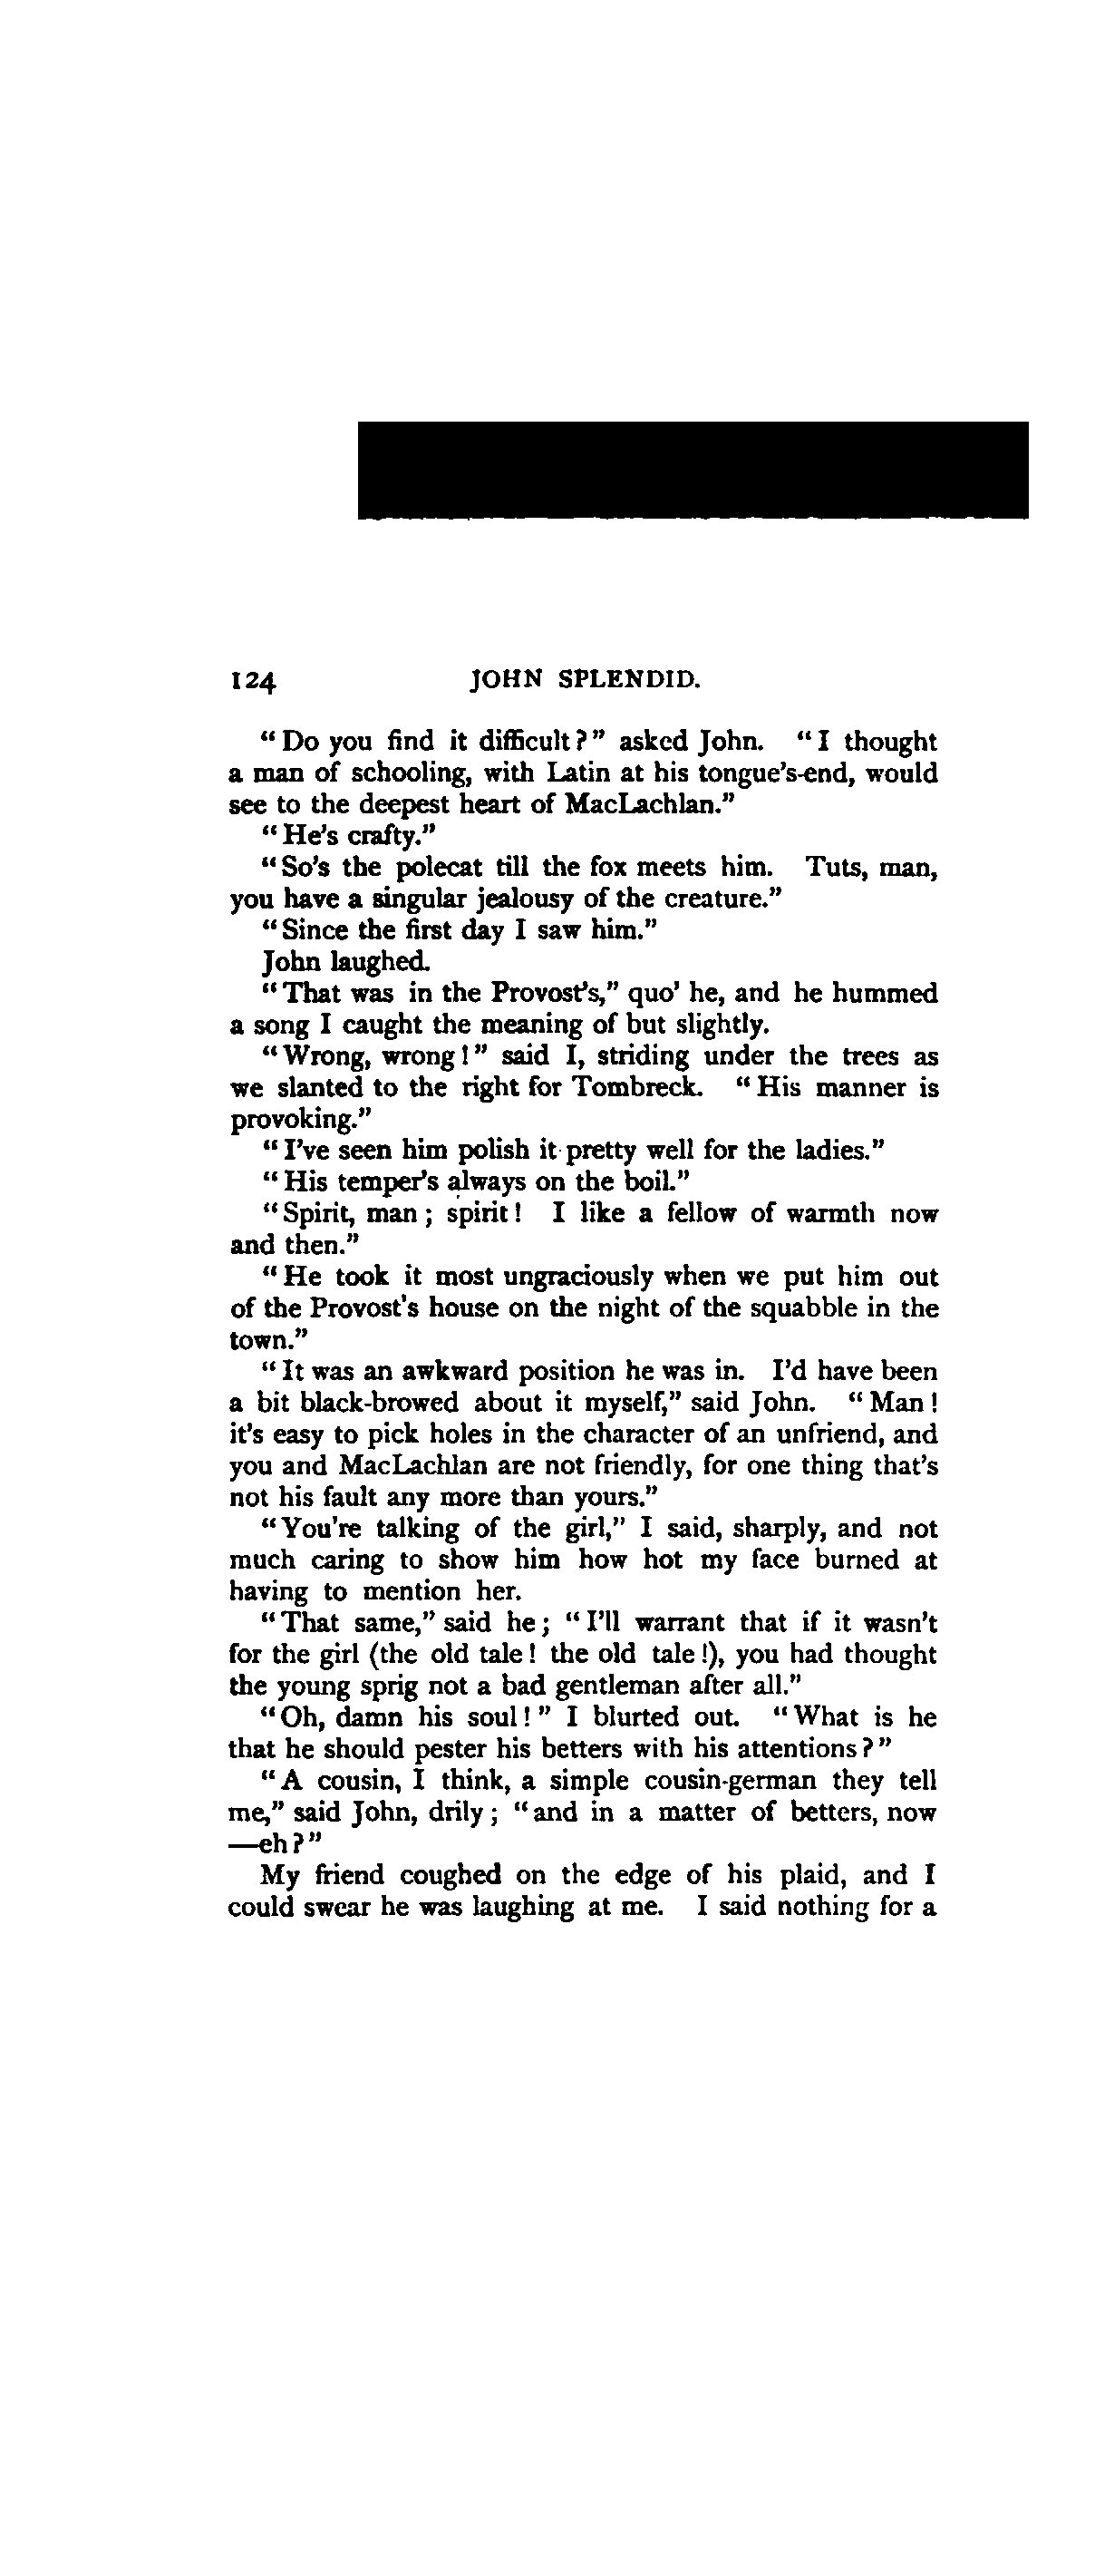 124 JOHN SPLENDID.
"Do you find it difficult?" asked John. "I thought
a man of schooling, with Latin at his tongue's-end, would
see to the deepest heart of MacLachlan."
"He's crafty."
"So's the polecat till the fox meets him. Tuts, man,
you have a singular jealousy of the creature."
"Since the first day I saw him."
John laughed.
"That was in the Provost's," quo' he, and he hummed
a song I caught the meaning of but slightly.
"Wrong, wrong!" said I, striding under the trees as
we slanted to the right for Tombreck. "His manner is
provoking."
"I've seen him polish it pretty well for the ladies."
"His temper's always on the boil."
"Spirit, man; spirit! I like a fellow of warmth now
and then."
"He took it most ungraciously when we put him out
of the Provost's house on the night of the squabble in the
town."
"It was an awkward position he was in. I'd have been
a bit black-browed about it myself," said John. "Man!
it's easy to pick holes in the character of an unfriend, and
you and MacLachlan are not friendly, for one thing that's
not his fault any more than yours."
"You're talking of the girl," I said, sharply, and not
much caring to show him how hot my face burned at
having to mention her.
"That same," said he; "I'll warrant that if it wasn't
for the girl (the old tale! the old tale!), you had thought
the young sprig not a bad gentleman after all."
"Oh, damn his soul!" I blurted out. "What is he
that he should pester his betters with his attentions?"
"A cousin, I think, a simple cousin-german they tell
me," said John, drily; "and in a matter of betters, now
—eh?"
My friend coughed on the edge of his plaid, and I
could swear he was laughing at me. I said nothing for a